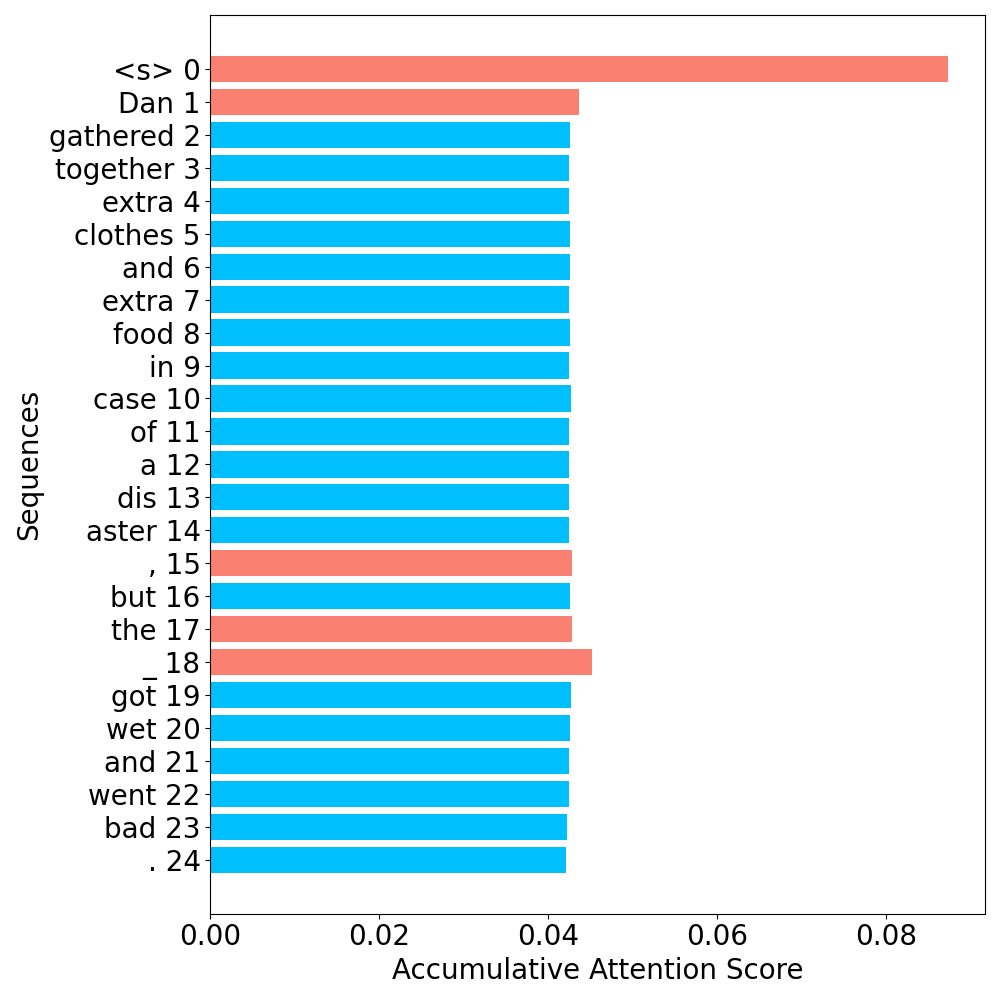 <s> 0
Dan 1
gathered 2
together 3
extra 4
clothes 5
and 6
extra 7
food 8
in 9
case 10
of 11
a 12
dis 13
aster 14
, 15
but 16
the 17
_ 18
got 19
wet 20
and 21
went 22
bad 23
. 24
Sequences
0.00 0.02 0.04 0.06 0.08
Accumulative Attention Score